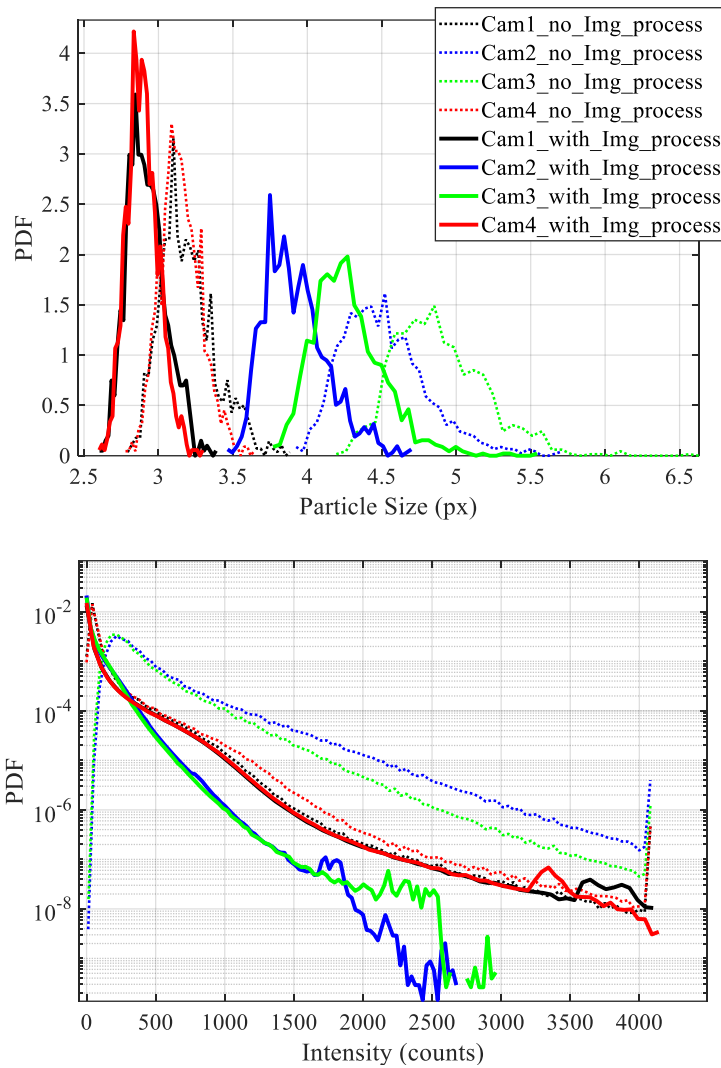 Cam1_no_Img_process
Cam2_no_Img_process
Cam3_no_Img_process
Cam4_no_Img_process
Cam1_with_Img_process
Cam2_with_Img_process
Cam3_with_Img_process
Cam4_with_Img_process
PDF
4
3.5
3
2.5
2
1.5
1
0.5
0
2.5 3 3.5 4 4.5 5 5.5 6 6.5
Particle Size (px)
PDF
10-2
10-4
10-6
10-8
0 500 1000 1500 2000 2500 3000 3500 4000
Intensity (counts)